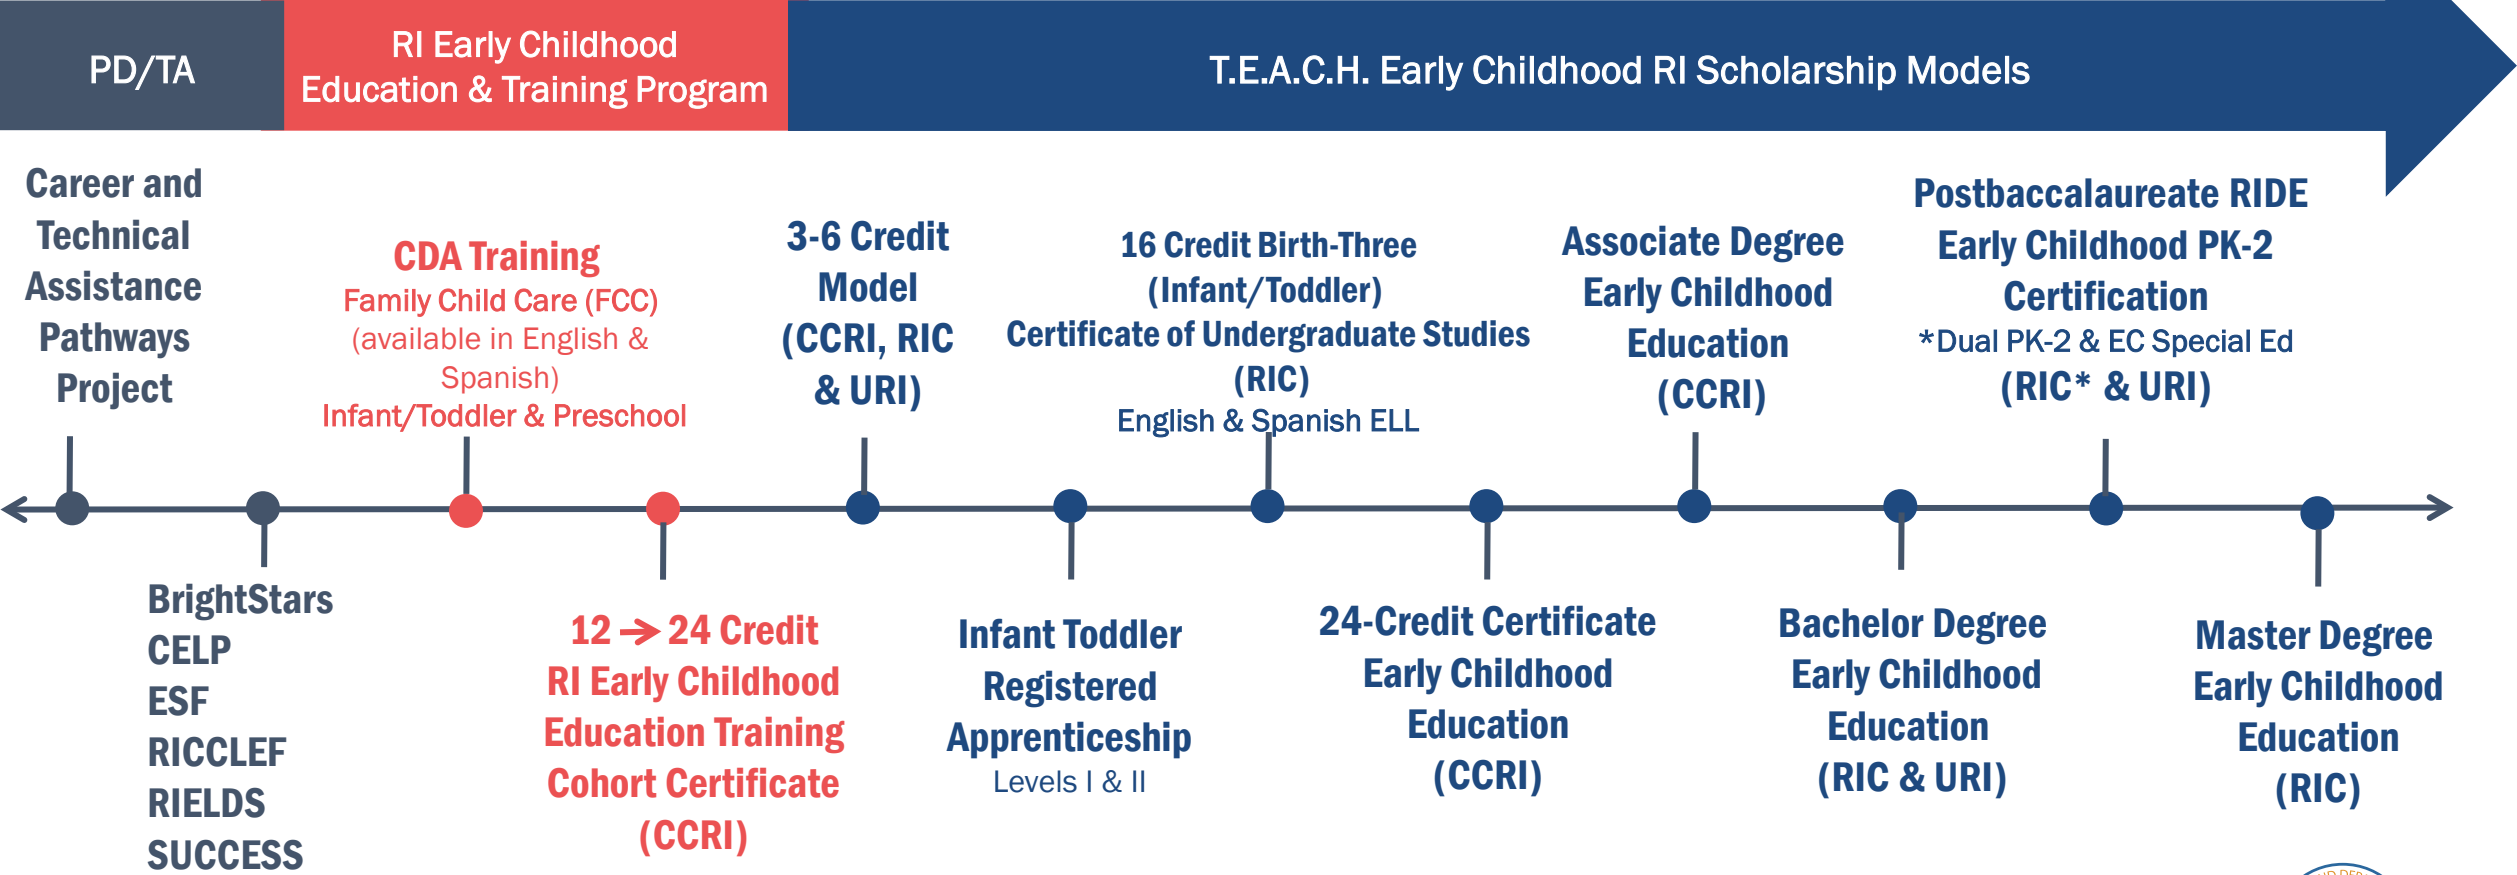 PD/TA
RI Early Childhood
Education & Training Program
T.E.A.C.H. Early Childhood RI Scholarship Models
Career and
Technical
Assistance
Pathways
Project
CDA Training
Family Child Care (FCC)
(available in English &
Spanish)
Infant/Toddler & Preschool
3-6 Credit
Model
(CCRI, RIC
& URI)
16 Credit Birth-Three
(Infant/Toddler)
Certificate of Undergraduate Studies
(RIC)
English & Spanish ELL
Associate Degree
Early Childhood
Education
(CCRI)
Postbaccalaureate RIDE
Early Childhood PK-2
Certification
*Dual PK-2 & EC Special Ed
(RIC* & URI)
BrightStars
CELP
ESF
RICCLEF
RIELDS
SUCCESS
12 → 24 Credit
RI Early Childhood
Education Training
Cohort Certificate
(CCRI)
Infant Toddler
Registered
Apprenticeship
Levels I & II
24-Credit Certificate
Early Childhood
Education
(CCRI)
Bachelor Degree
Early Childhood
Education
(RIC & URI)
Master Degree
Early Childhood
Education
(RIC)